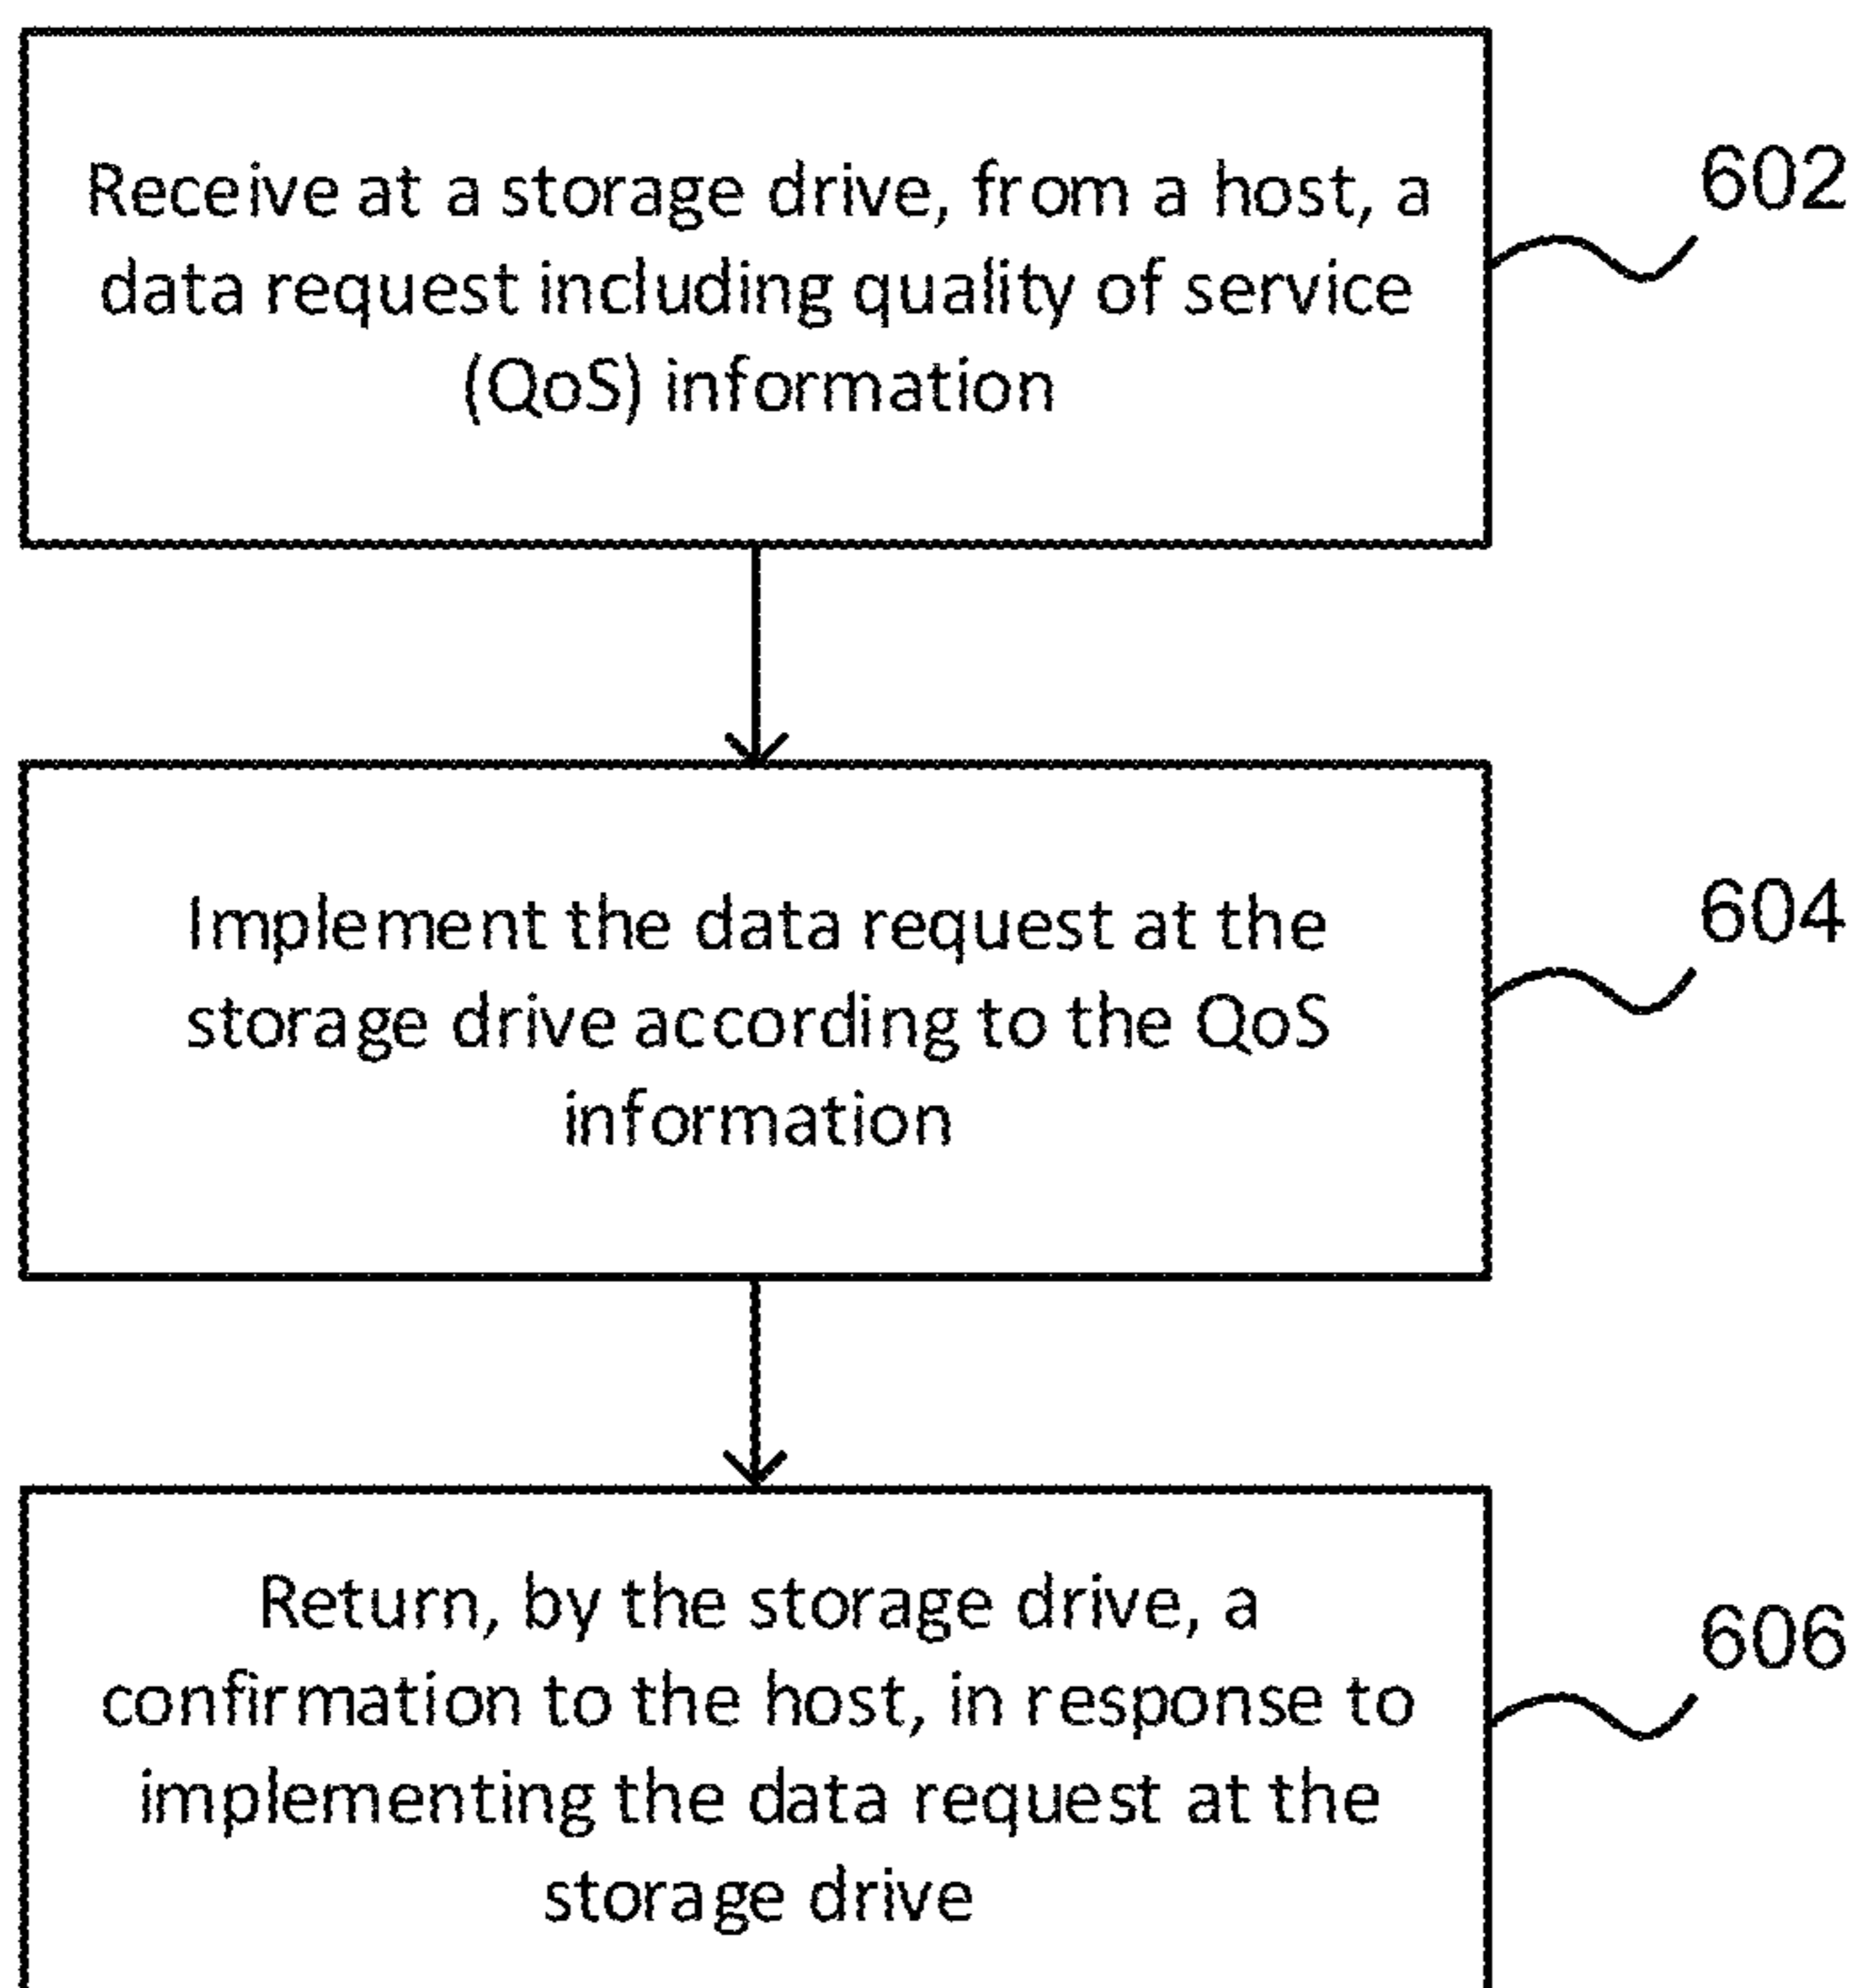 Receive at a storage drive, from a host, a
data request including quality of service
(QoS) information
602
Implement the data request at the
storage drive according to the QoS
information
604
Return, by the storage drive, a
confirmation to the host, in response to
implementing the data request at the
storage drive
606